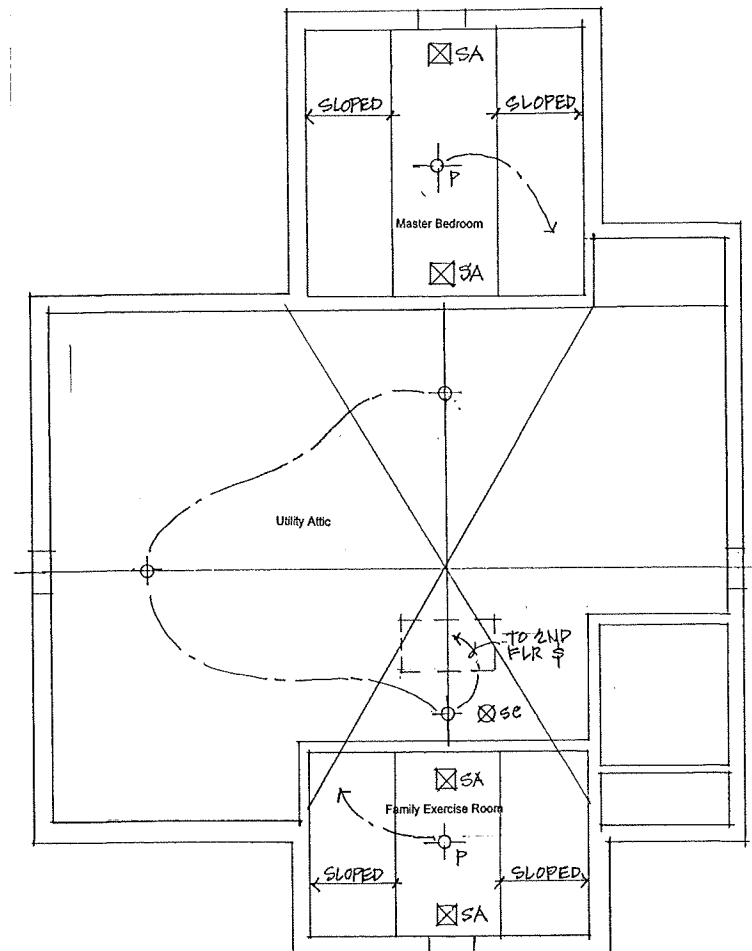 SA
SLOPED
SLOPED
P
Master Bedroom
SA
Utility Attic
TO 2ND
FLR $
SC
SA
Family Exercise Room
P
SLOPED
SLOPED
SA